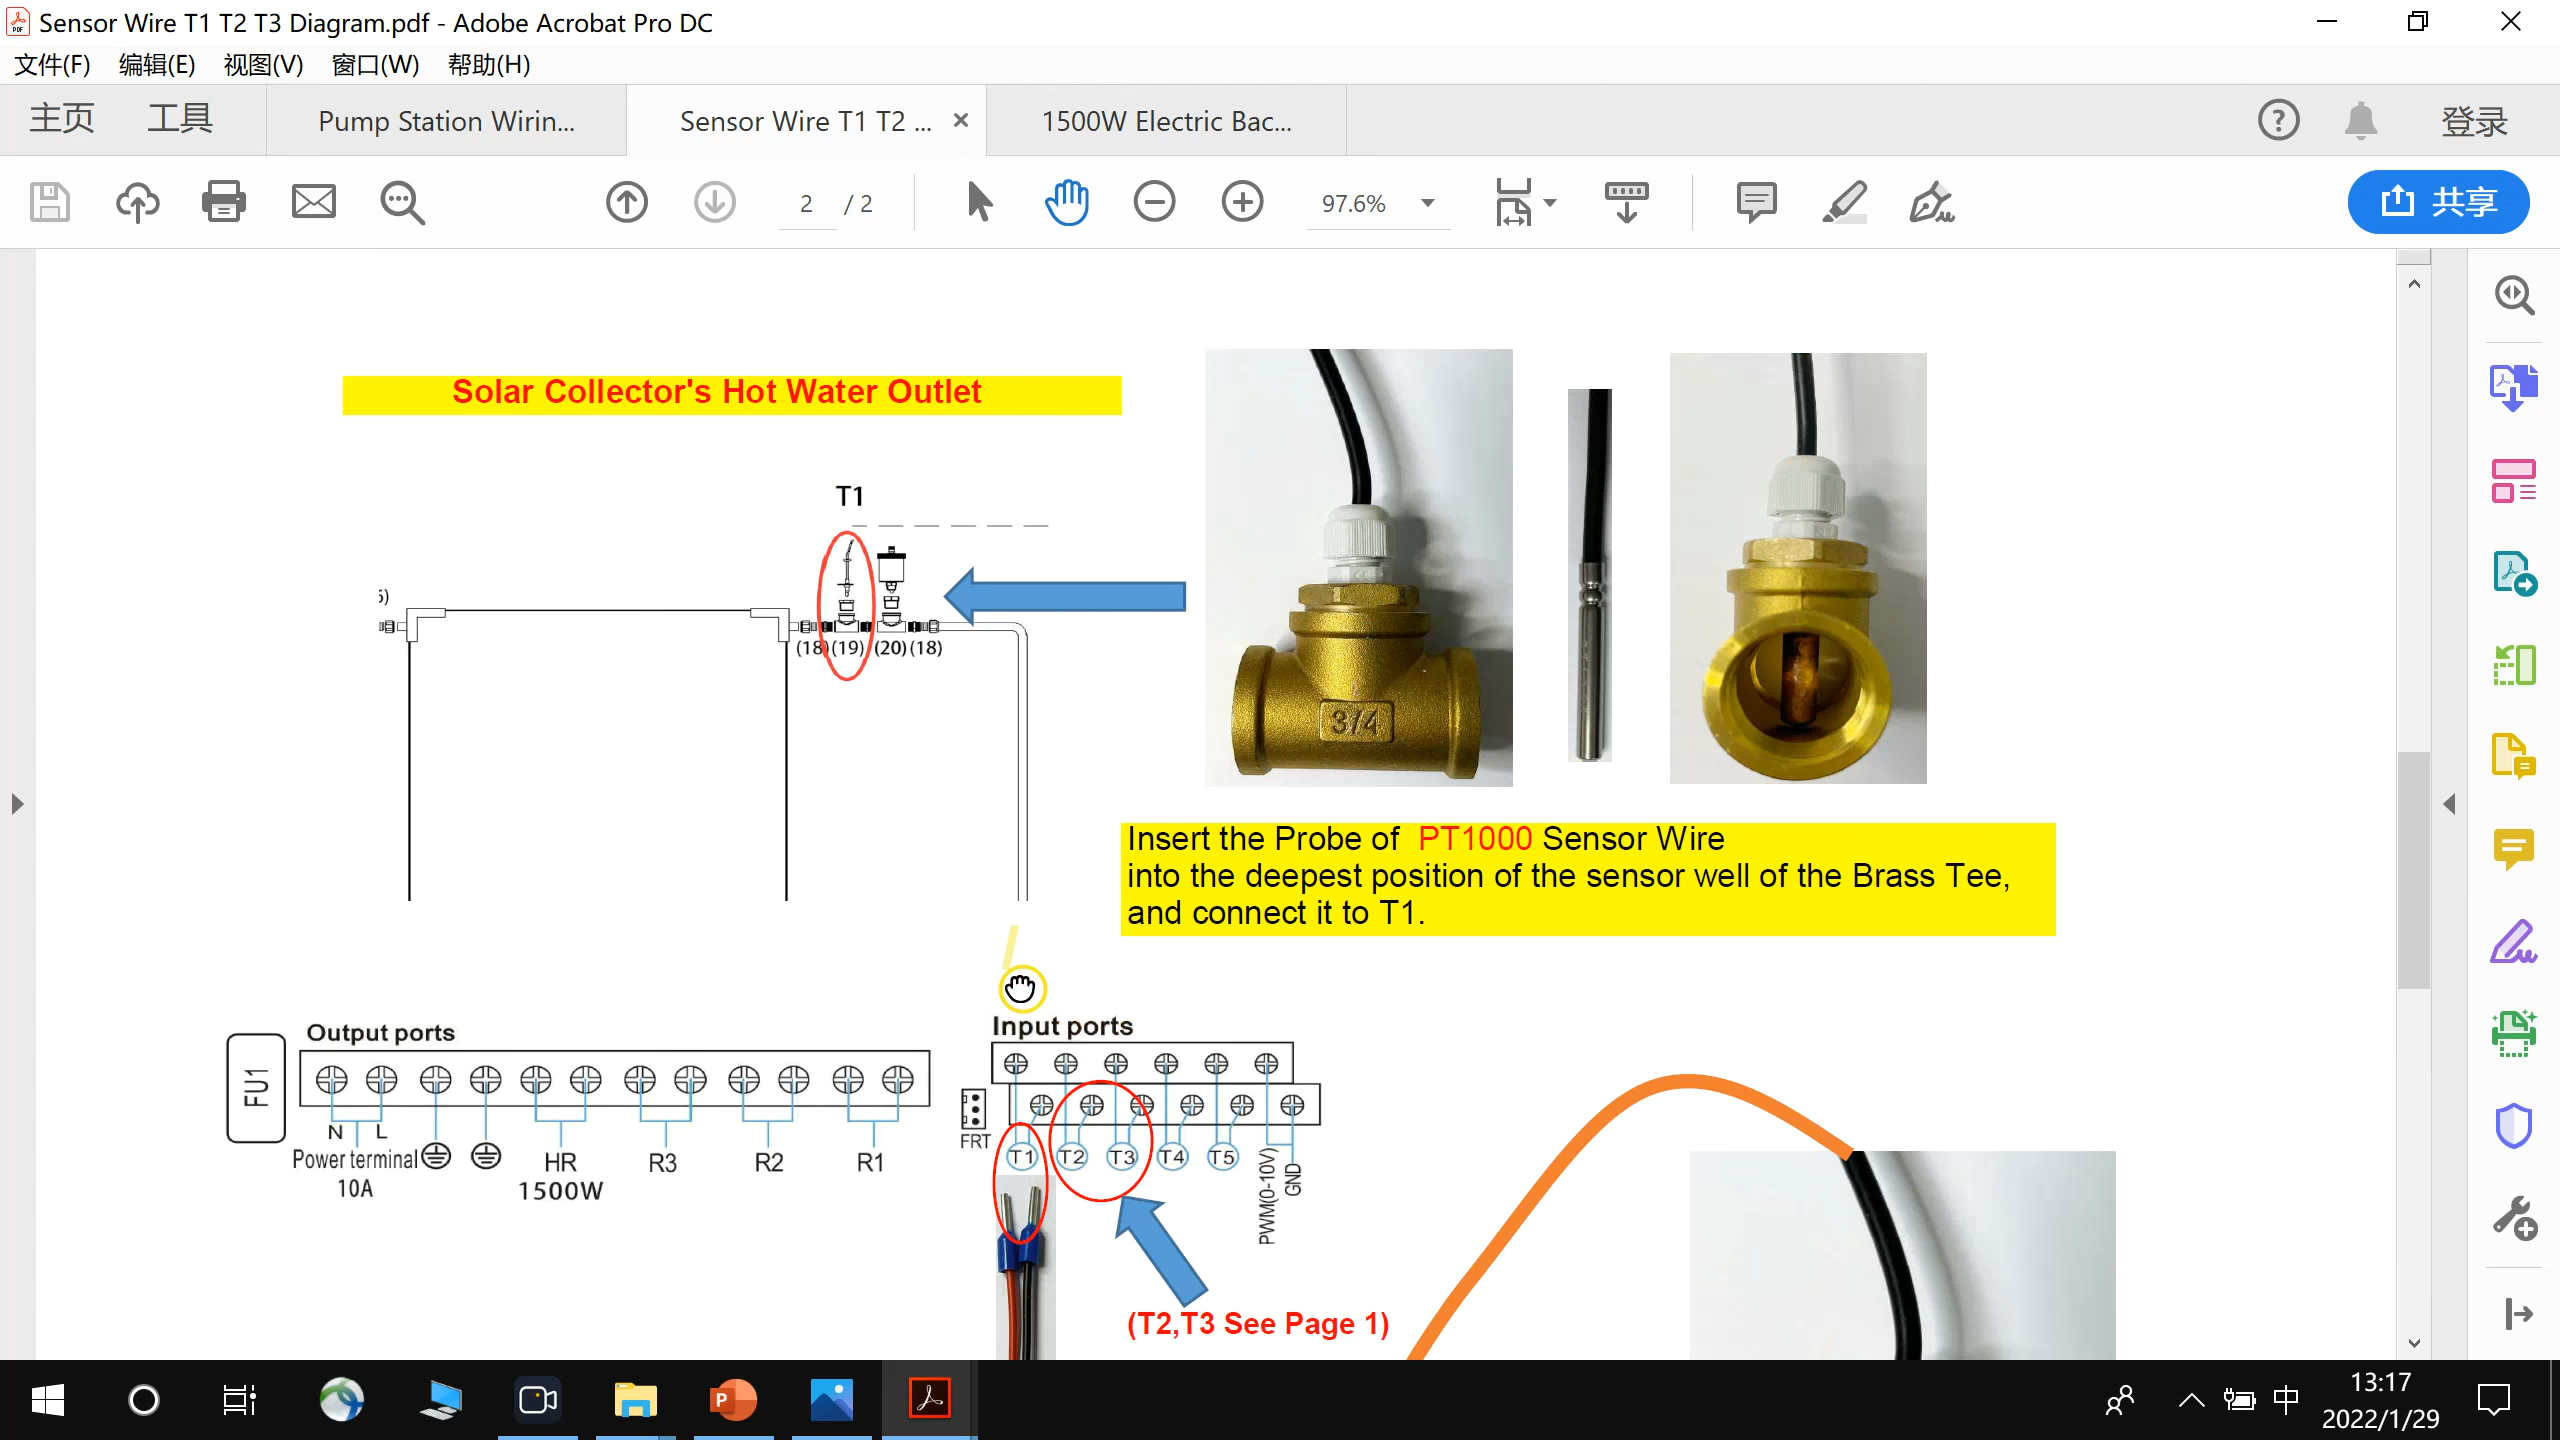 Sensor Wire T1 T2 T3 Diagram.pdf - Adobe Acrobat Pro DC
文件(F) 编辑(E) 视图(V) 窗口(W) 帮助(H)
主页 工具 Pump Station Wirin... Sensor Wire T1 T2 ... × 1500W Electric Bac... 登录
2 / 2 97.6% 共享
Solar Collector's Hot Water Outlet
T1
5)
(18) (19) (20) (18)
3/4
Insert the Probe of PT1000 Sensor Wire
into the deepest position of the sensor well of the Brass Tee,
and connect it to T1.
Output ports
Input ports
FU1
FRT
N L
Power terminal
10A
HR
1500W
R3
R2
R1
T1 T2 T3 T4 T5
PWM(0-10V)
GND
(T2,T3 See Page 1)
中
13:17
2022/1/29